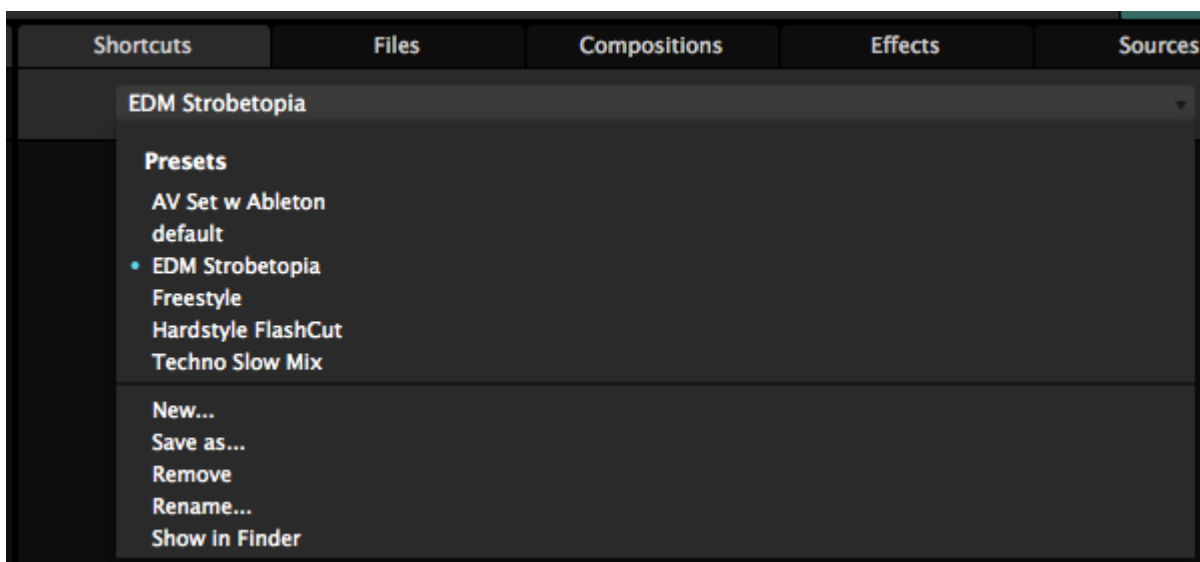 Shortcuts Files Compositions Effects Sources
EDM Strobetopia
Presets
AV Set w Ableton
default
EDM Strobetopia
Freestyle
Hardstyle FlashCut
Techno Slow Mix
New...
Save as...
Remove
Rename...
Show in Finder